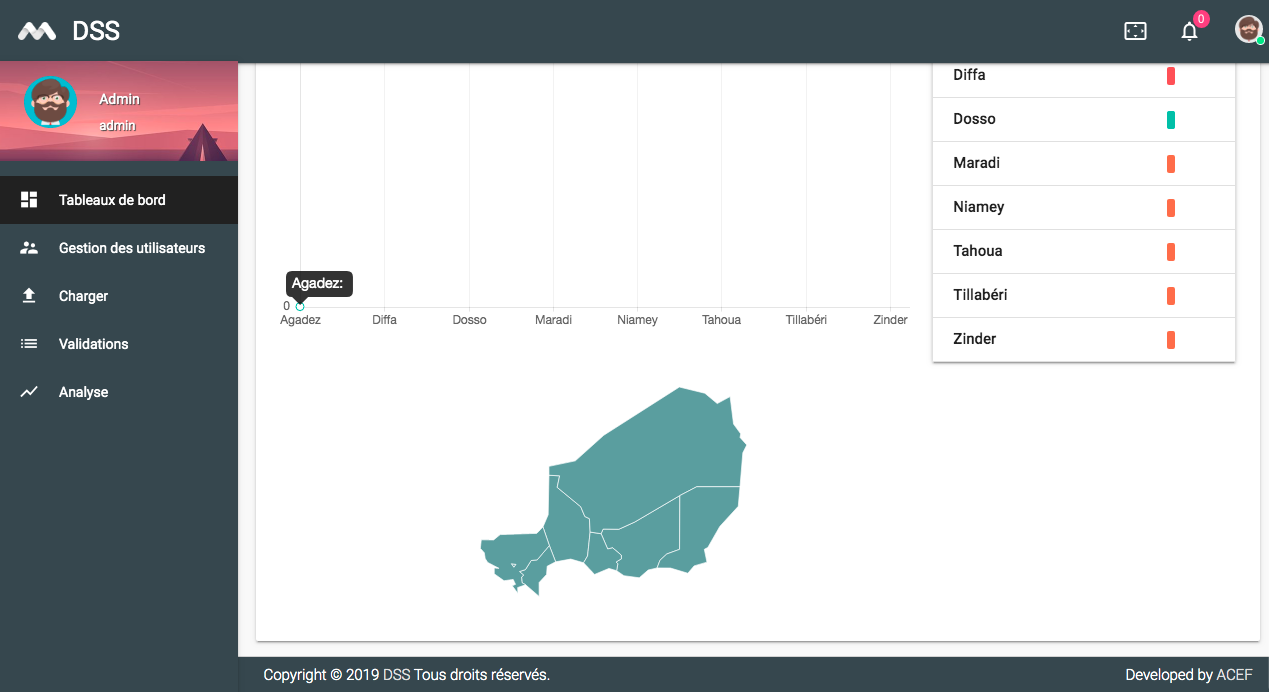 DSS
0
Admin
admin
Tableaux de bord
Gestion des utilisateurs
Charger
Validations
Analyse
Agadez:
0
Agadez Diffa Dosso Maradi Niamey Tahoua Tillabéri Zinder
Diffa
Dosso
Maradi
Niamey
Tahoua
Tillabéri
Zinder
Copyright © 2019 DSS Tous droits réservés.
Developed by ACEF